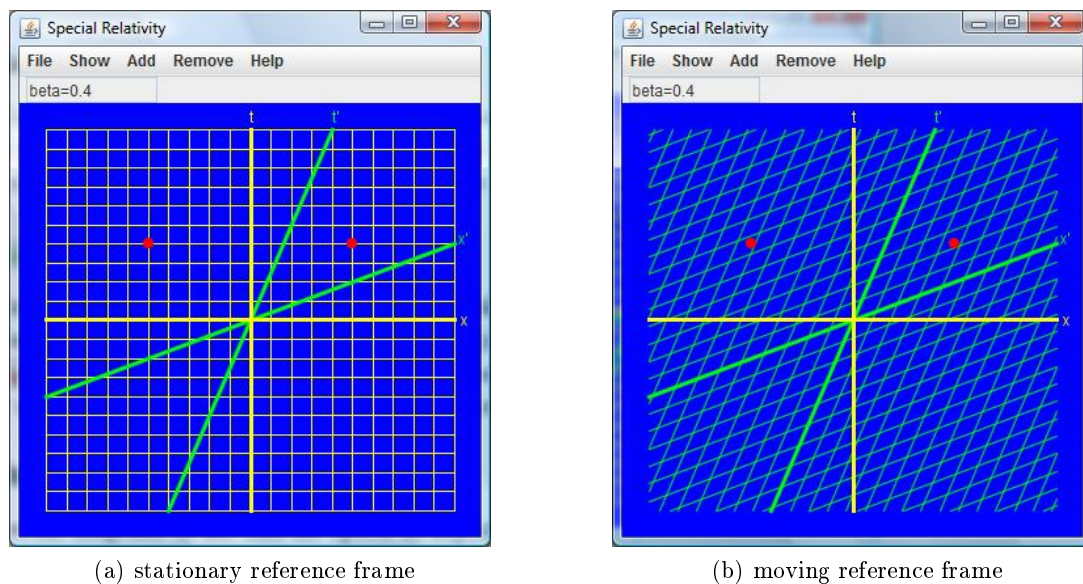 Special Relativity
File Show Add Remove Help
beta=0.4
t t'
x'
x
(a) stationary reference frame
Special Relativity
File Show Add Remove Help
beta=0.4
t t'
x'
x
(b) moving reference frame